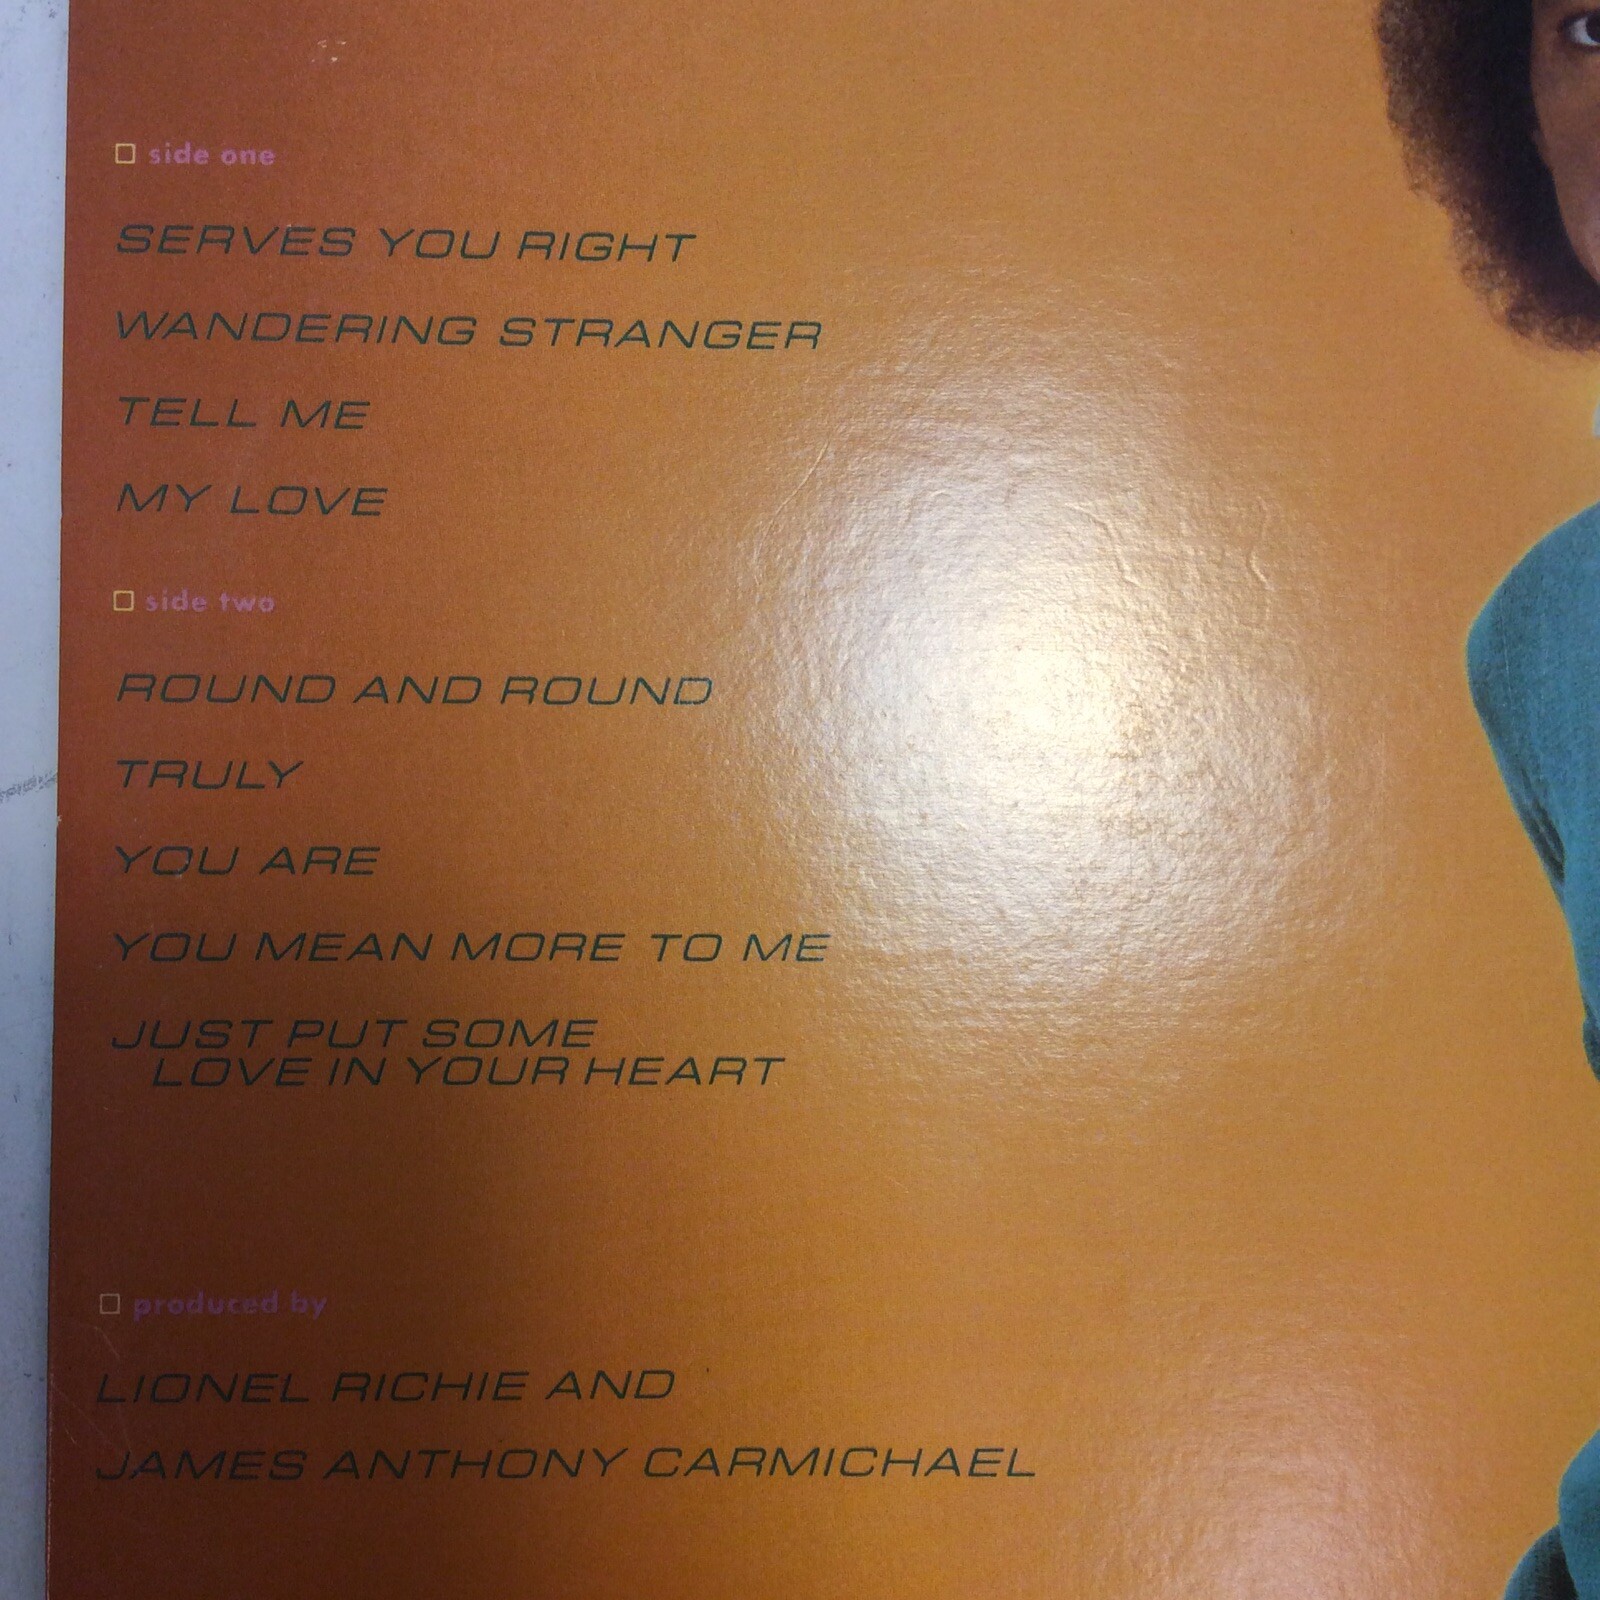 side one
SERVES YOU RIGHT
WANDERING STRANGER
TELL ME
MY LOVE
side two
ROUND AND ROUND
TRULY
YOU ARE
YOU MEAN MORE TO ME
JUST PUT SOME
LOVE IN YOUR HEART
produced by
LIONEL RICHIE AND
JAMES ANTHONY CARMICHAEL